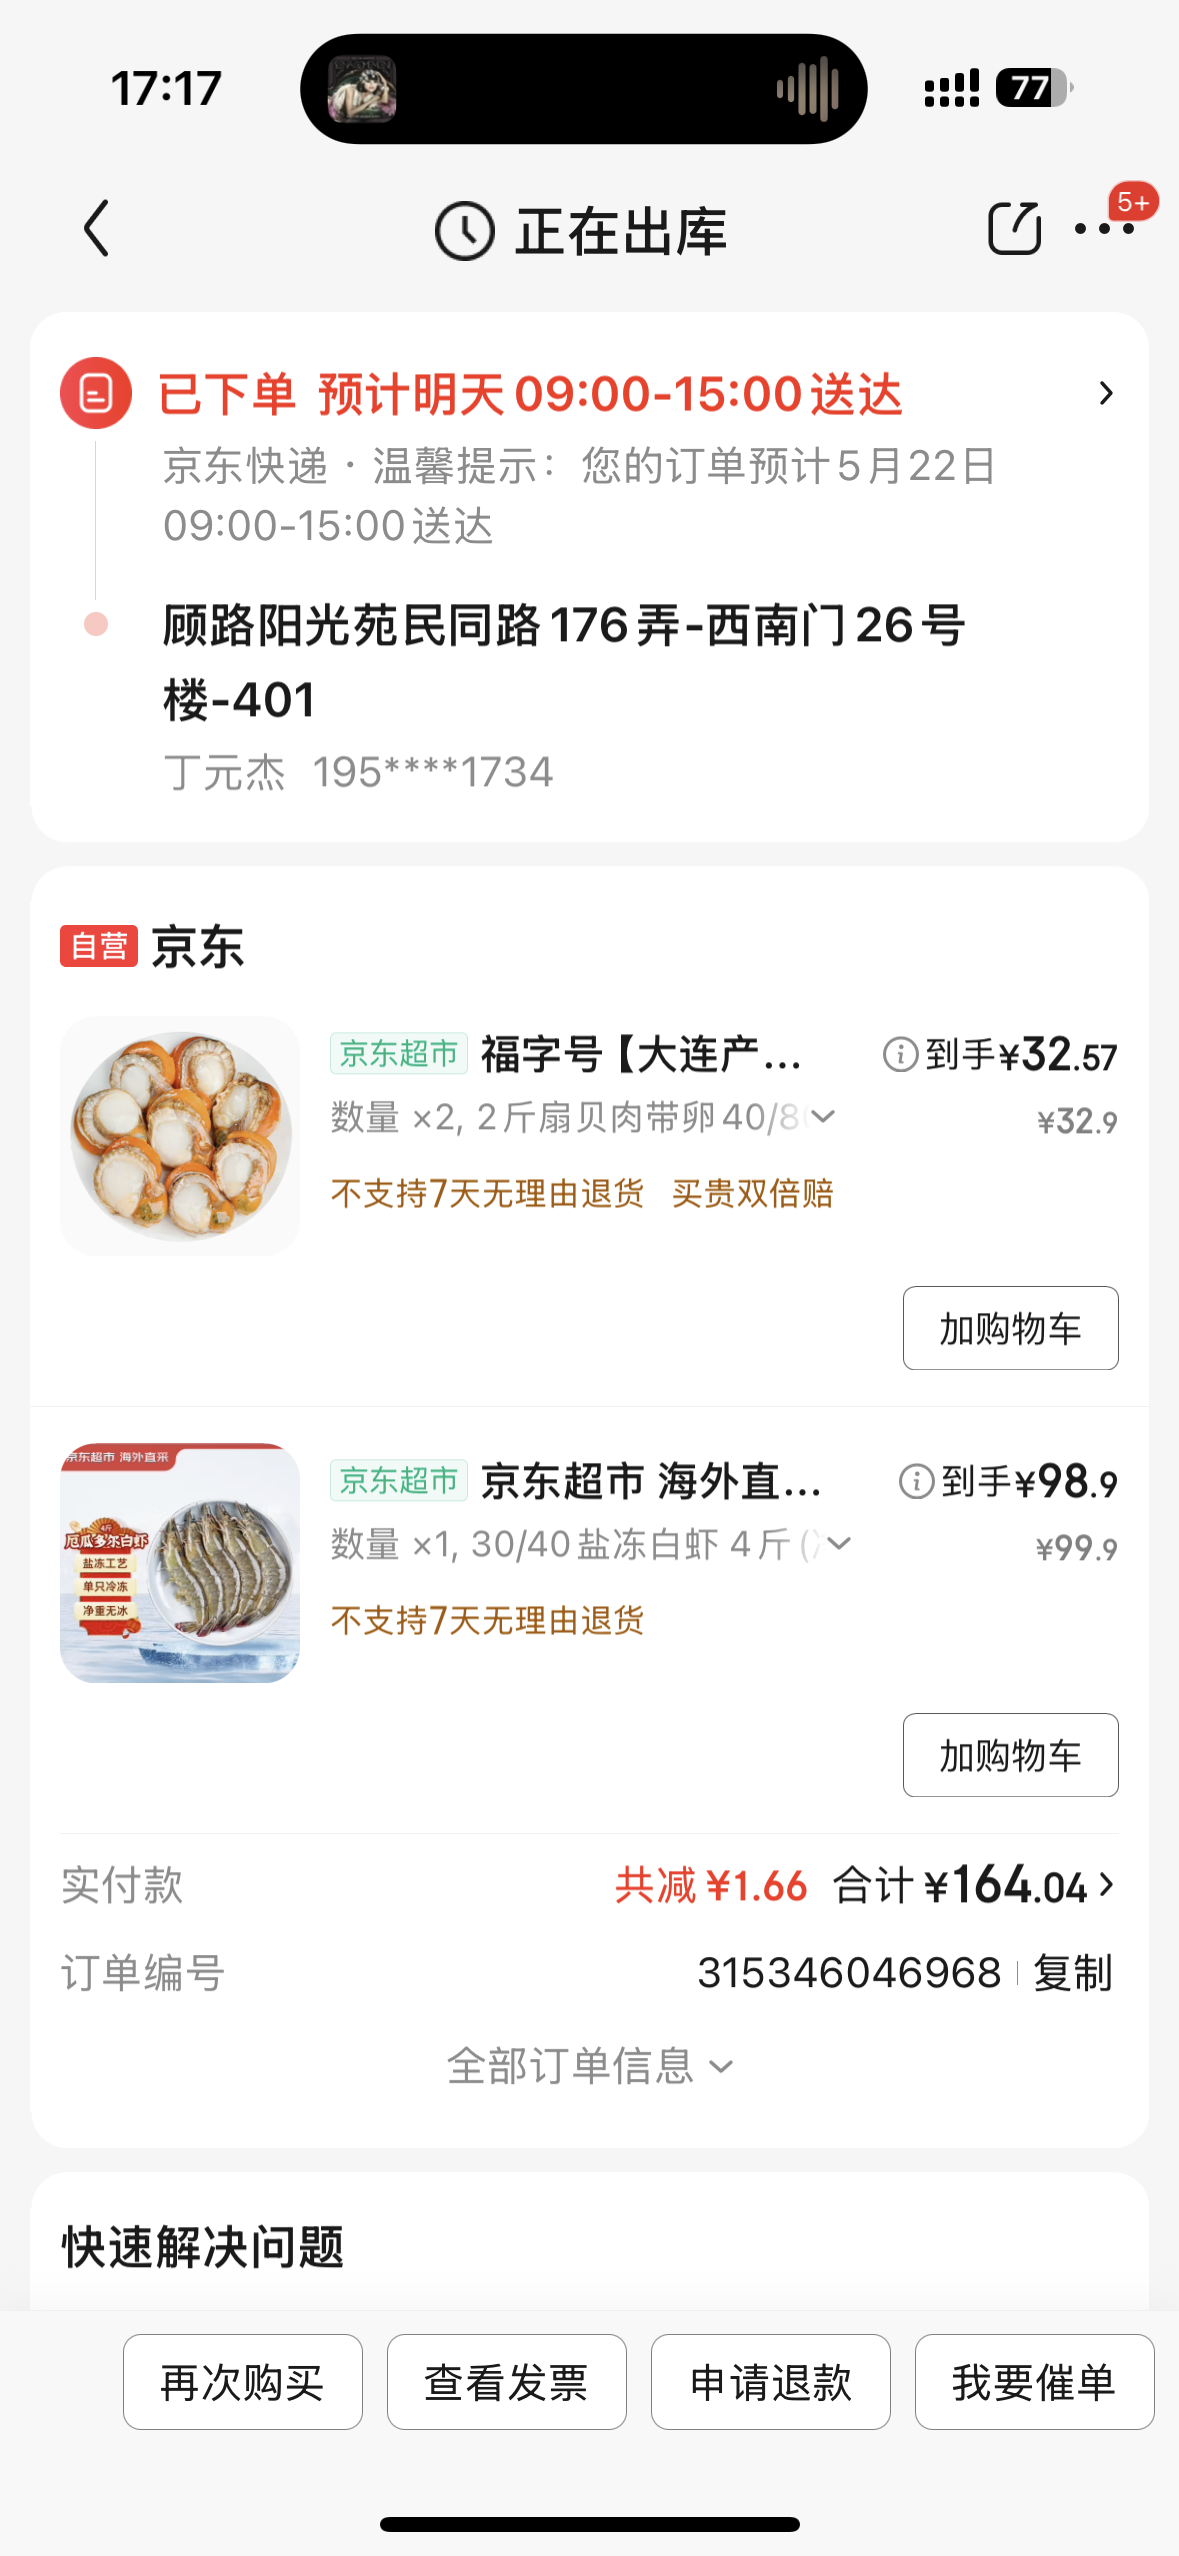 17:17
77
正在出库
5+
已下单 预计明天09:00-15:00送达
京东快递·温馨提示：您的订单预计5月22日
09:00-15:00送达
顾路阳光苑民同路176弄-西南门26号
楼-401
丁元杰 195****1734
自营 京东
京东超市 福字号【大连产... 到手¥32.57
数量 ×2, 2斤扇贝肉带卵40/8 ¥32.9
不支持7天无理由退货 买贵双倍赔
加购物车
京东超市 海外直采
4斤
厄瓜多尔白虾
盐冻工艺
单只冷冻
净重无冰
京东超市 京东超市 海外直... 到手¥98.9
数量 ×1, 30/40盐冻白虾 4斤( ¥99.9
不支持7天无理由退货
加购物车
实付款 共减¥1.66 合计¥164.04
订单编号 315346046968 复制
全部订单信息
快速解决问题
再次购买 查看发票 申请退款 我要催单